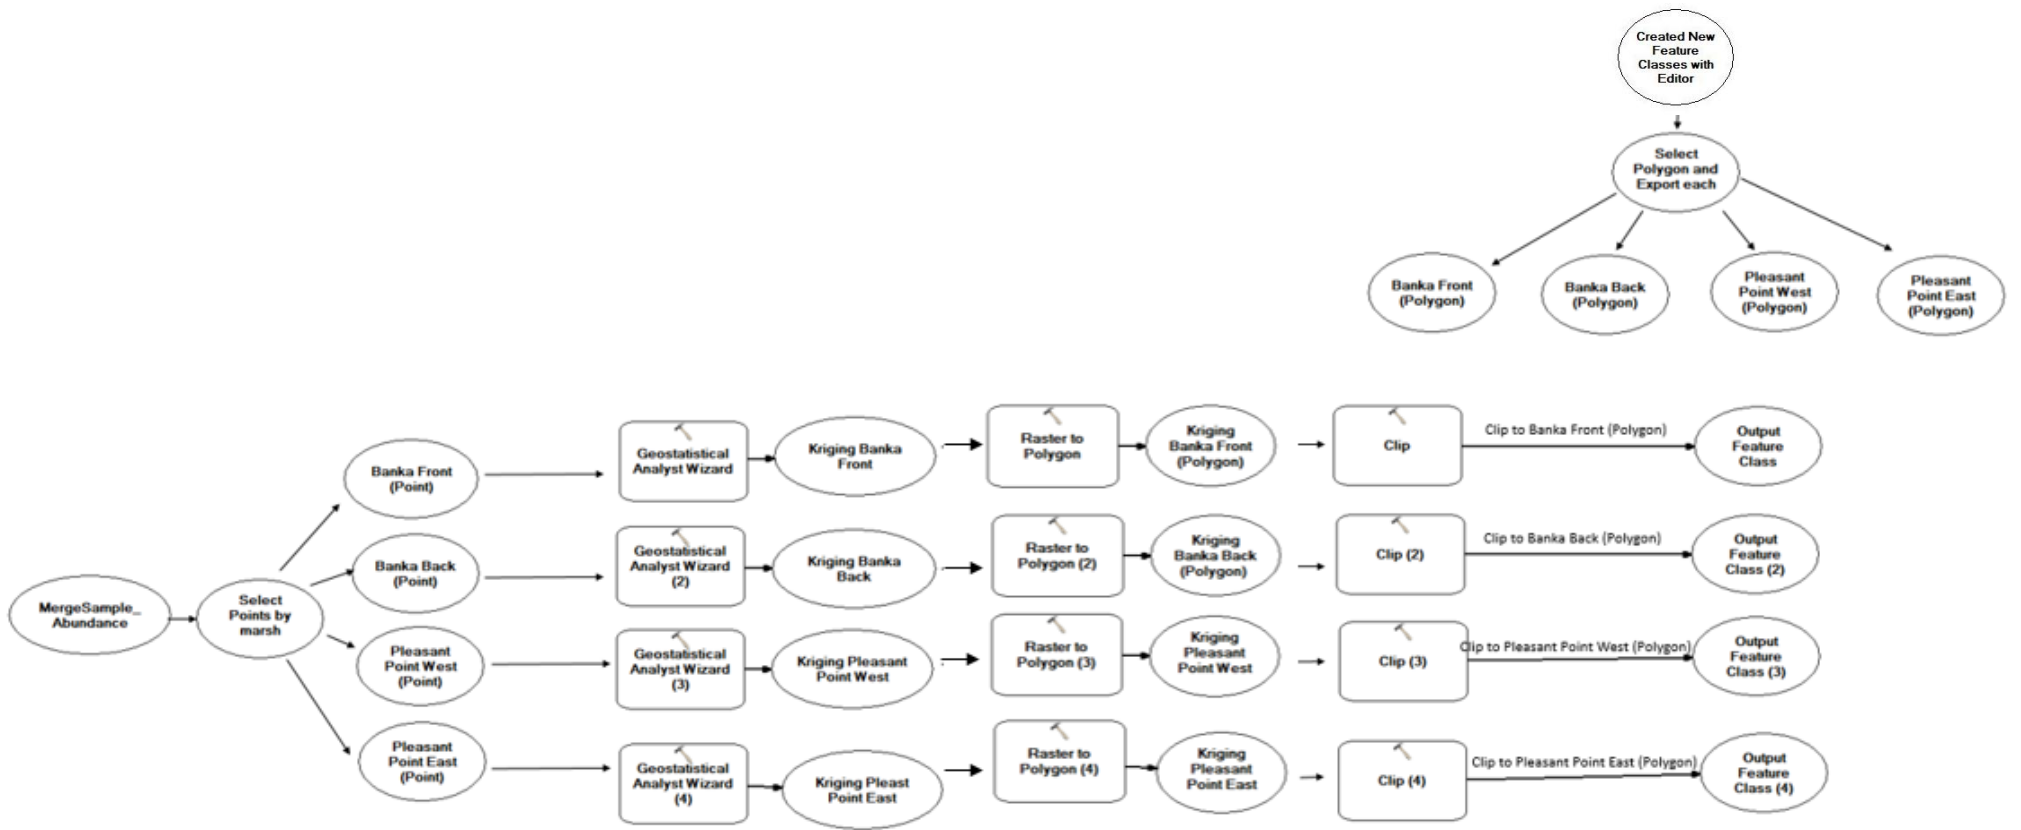 Created New
Feature
Classes with
Editor
Select
Polygon and
Export each
Banka Front
(Polygon)
Banka Back
(Polygon)
Pleasant
Point West
(Polygon)
Pleasant
Point East
(Polygon)
MergeSample_
Abundance
Select
Points by
marsh
Banka Front
(Point)
Geostatistical
Analyst Wizard
Kriging Banka
Front
Raster to
Polygon
Kriging
Banka Front
(Polygon)
Clip
Clip to Banka Front (Polygon)
Output
Feature
Class
Banka Back
(Point)
Geostatistical
Analyst Wizard
(2)
Kriging Banka
Back
Raster to
Polygon (2)
Kriging
Banka Back
(Polygon)
Clip (2)
Clip to Banka Back (Polygon)
Output
Feature
Class (2)
Pleasant
Point West
(Point)
Geostatistical
Analyst Wizard
(3)
Kriging Pleasant
Point West
Raster to
Polygon (3)
Kriging
Pleasant
Point West
Clip (3)
Clip to Pleasant Point West (Polygon)
Output
Feature
Class (3)
Pleasant
Point East
(Point)
Geostatistical
Analyst Wizard
(4)
Kriging Pleast
Point East
Raster to
Polygon (4)
Kriging
Pleasant
Point East
Clip (4)
Clip to Pleasant Point East (Polygon)
Output
Feature
Class (4)